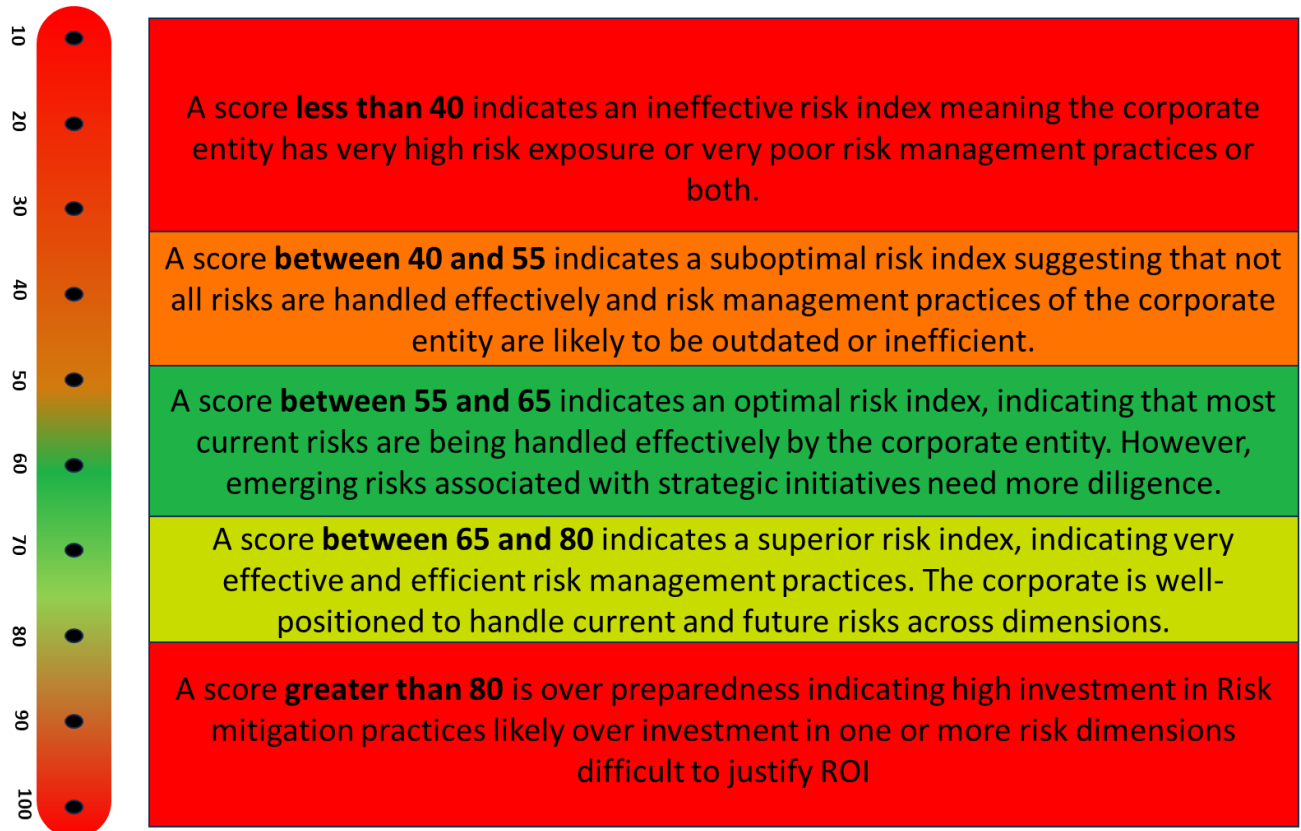 10
20
30
40
50
60
70
80
90
100
A score less than 40 indicates an ineffective risk index meaning the corporate
entity has very high risk exposure or very poor risk management practices or
both.
A score between 40 and 55 indicates a suboptimal risk index suggesting that not
all risks are handled effectively and risk management practices of the corporate
entity are likely to be outdated or inefficient.
A score between 55 and 65 indicates an optimal risk index, indicating that most
current risks are being handled effectively by the corporate entity. However,
emerging risks associated with strategic initiatives need more diligence.
A score between 65 and 80 indicates a superior risk index, indicating very
effective and efficient risk management practices. The corporate is well-
positioned to handle current and future risks across dimensions.
A score greater than 80 is over preparedness indicating high investment in Risk
mitigation practices likely over investment in one or more risk dimensions
difficult to justify ROI